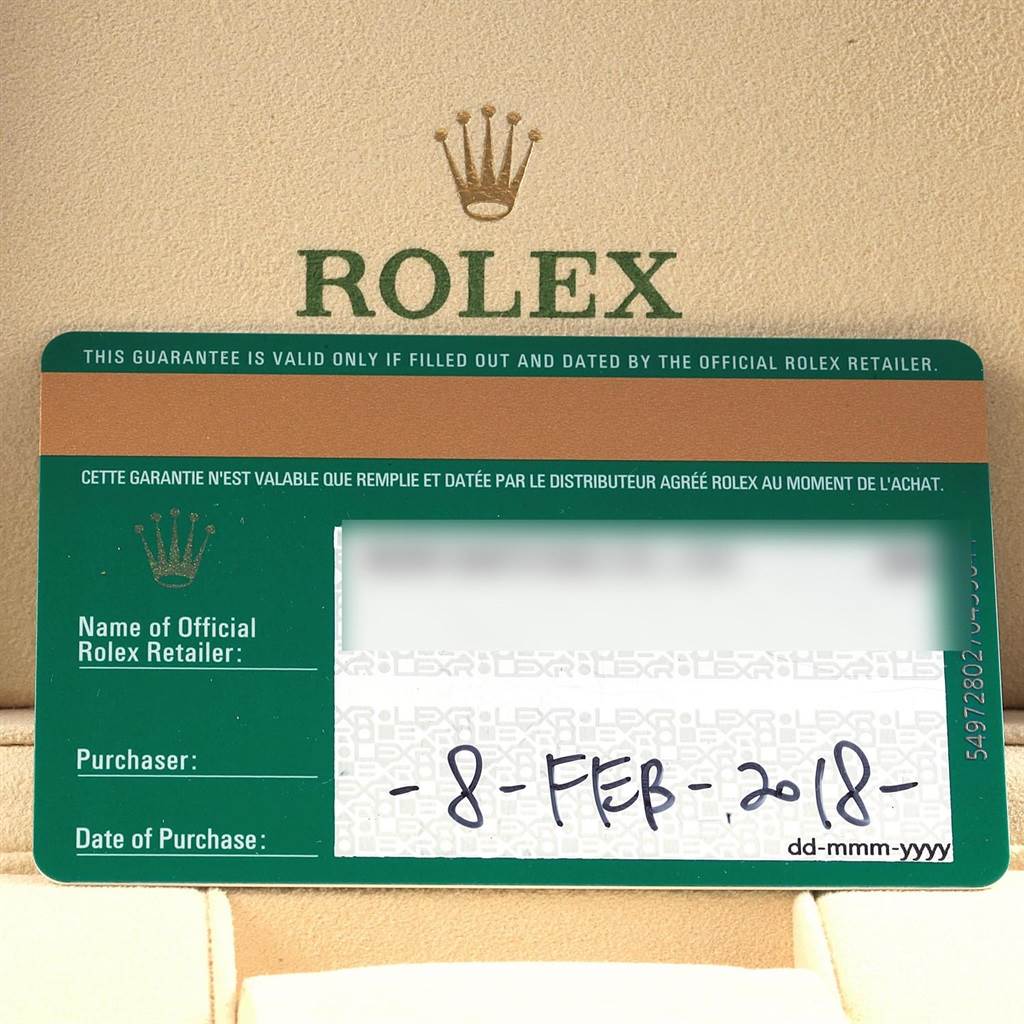 ROLEX
THIS GUARANTEE IS VALID ONLY IF FILLED OUT AND DATED BY THE OFFICIAL ROLEX RETAILER.
CETTE GARANTIE N'EST VALABLE QUE REMPLIE ET DATÉE PAR LE DISTRIBUTEUR AGRÉÉ ROLEX AU MOMENT DE L'ACHAT.
Name of Official
Rolex Retailer:
Purchaser:
- 8 - FEB - 2018 -
Date of Purchase:
dd-mmm-yyyy